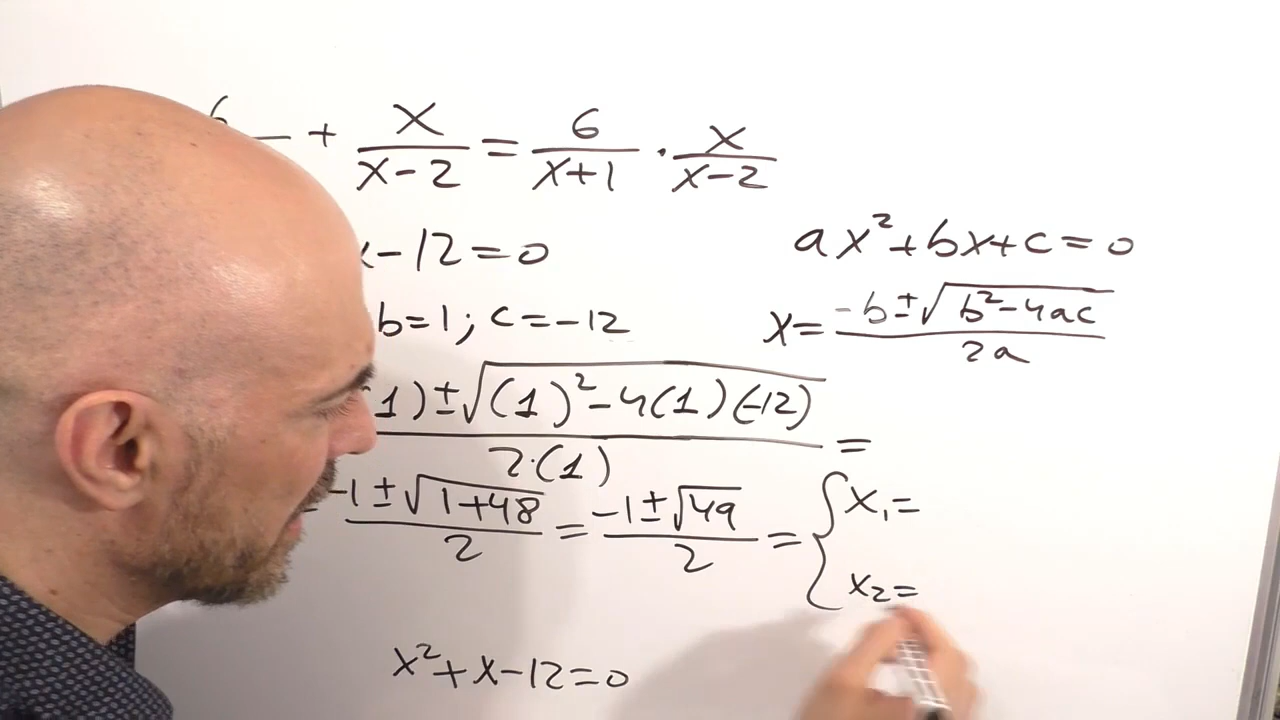 6/ + x/(x-2) = 6/(x+1) · x/(x-2)
x-12=0
ax²+bx+c=0
b=1; c=-12
x= (-b±√(b²-4ac))/2a
1)±√((1)²-4(1)(-12)) / 2·(1) =
(-1±√(1+48))/2 = (-1±√49)/2 = { x₁=
x₂=
x²+x-12=0